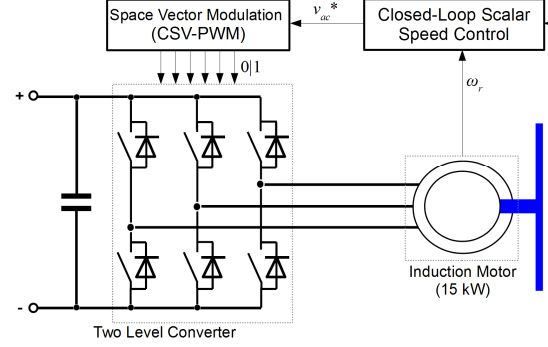 Space Vector Modulation
(CSV-PWM)
v_ac*
Closed-Loop Scalar
Speed Control
0|1
ω_r
+
-
Induction Motor
(15 kW)
Two Level Converter